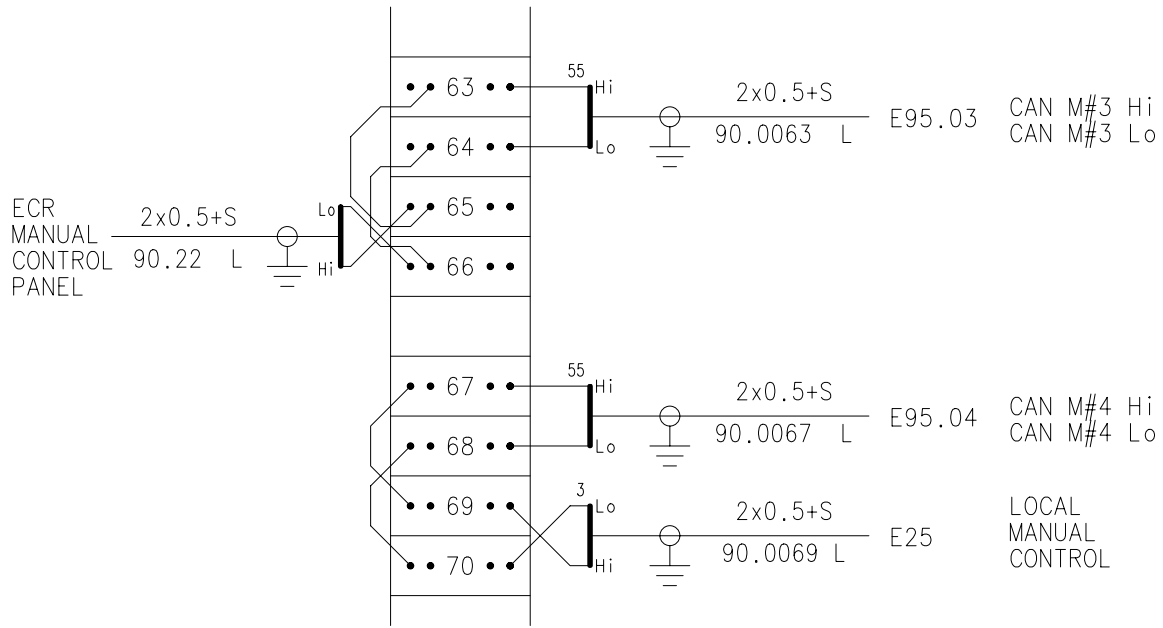 63
64
65
66
67
68
69
70
ECR
MANUAL
CONTROL
PANEL
2x0.5+S
90.22 L
Lo
Hi
55
Hi
Lo
2x0.5+S
90.0063 L
E95.03
CAN M#3 Hi
CAN M#3 Lo
55
Hi
Lo
2x0.5+S
90.0067 L
E95.04
CAN M#4 Hi
CAN M#4 Lo
3
Lo
Hi
2x0.5+S
90.0069 L
E25
LOCAL
MANUAL
CONTROL